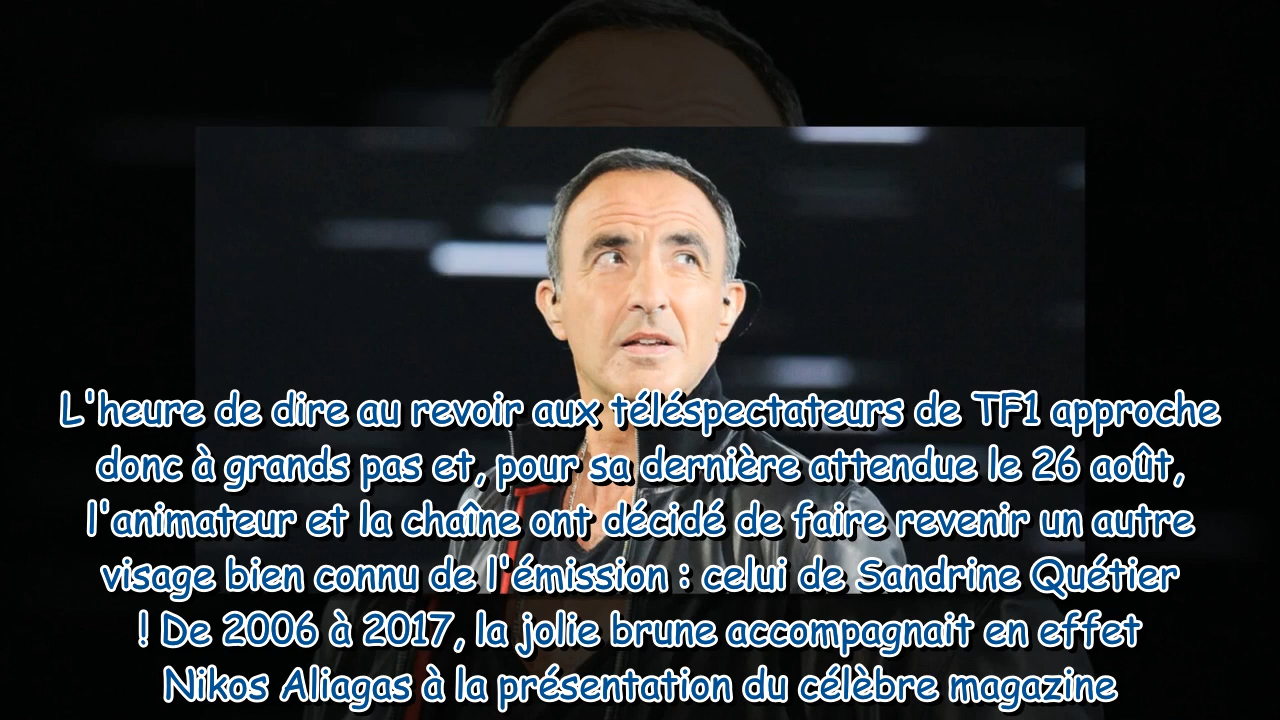 L'heure de dire au revoir aux téléspectateurs de TF1 approche
donc à grands pas et, pour sa dernière attendue le 26 août,
l'animateur et la chaîne ont décidé de faire revenir un autre
visage bien connu de l'émission : celui de Sandrine Quétier
! De 2006 à 2017, la jolie brune accompagnait en effet
Nikos Aliagas à la présentation du célèbre magazine